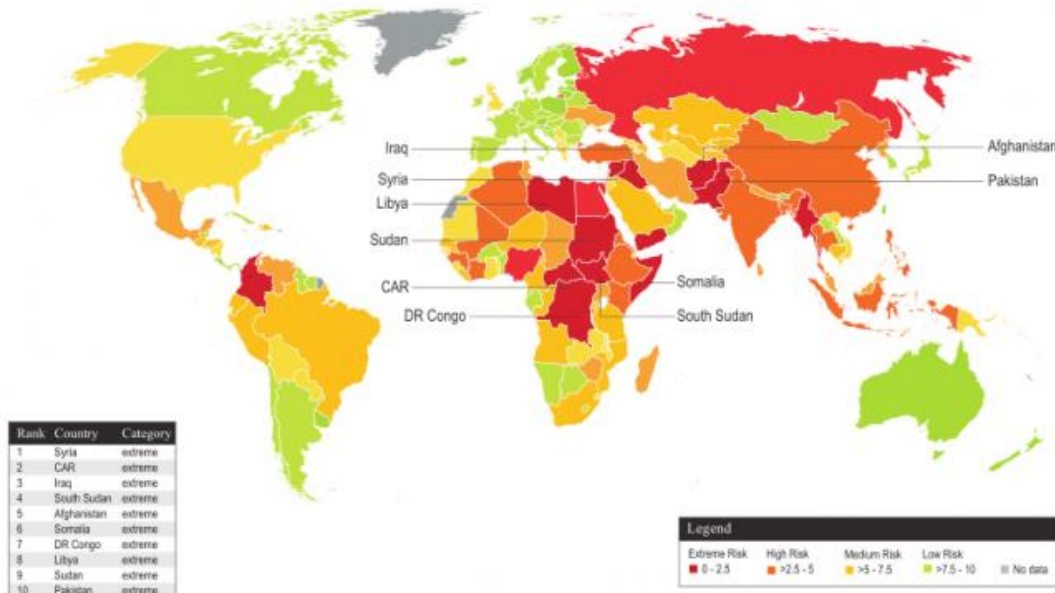 Iraq
Afghanistan
Syria
Pakistan
Libya
Sudan
CAR
Somalia
DR Congo
South Sudan
Rank Country Category
1 Syria extreme
2 CAR extreme
3 Iraq extreme
4 South Sudan extreme
5 Afghanistan extreme
6 Somalia extreme
7 DR Congo extreme
8 Libya extreme
9 Sudan extreme
10 Pakistan extreme
Legend
Extreme Risk High Risk Medium Risk Low Risk
0 - 2.5 >2.5 - 5 >5 - 7.5 >7.5 - 10 No data